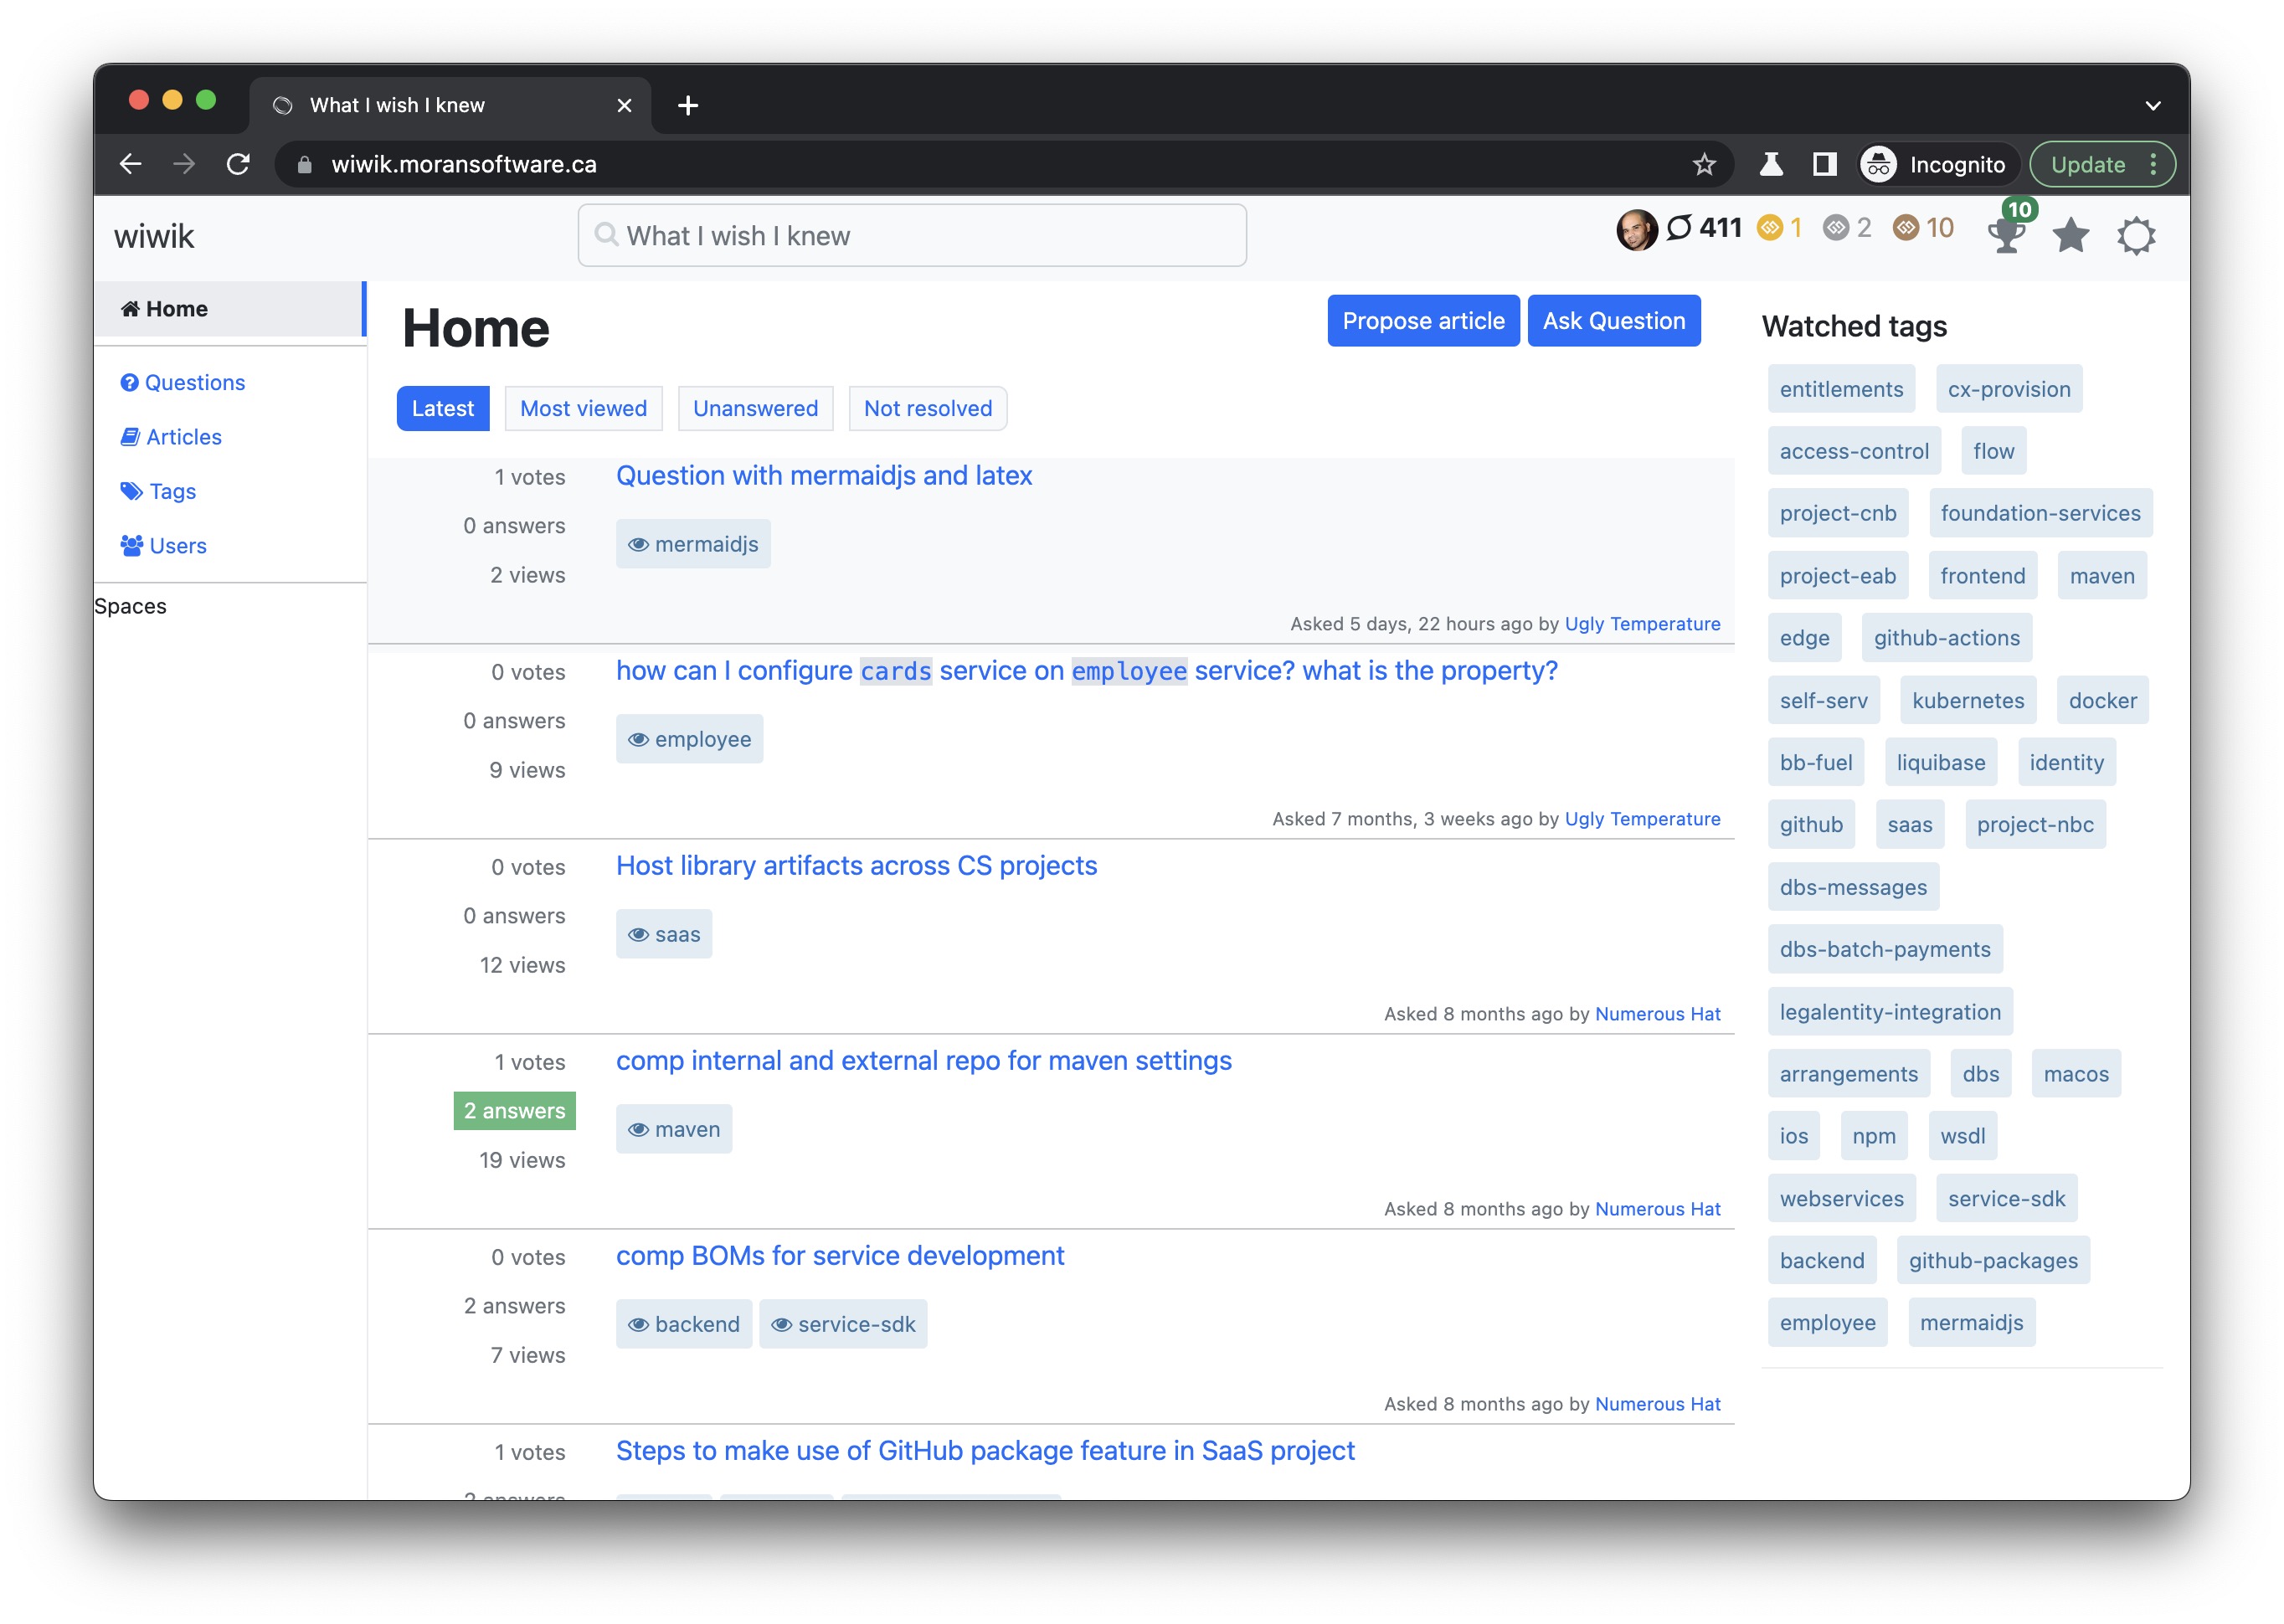 What I wish I knew
wiwik.moransoftware.ca
Incognito
Update
wiwik
What I wish I knew
411
1
2
10
10
Home
Questions
Articles
Tags
Users
Spaces
Home
Propose article
Ask Question
Latest
Most viewed
Unanswered
Not resolved
1 votes
0 answers
2 views
Question with mermaidjs and latex
mermaidjs
Asked 5 days, 22 hours ago by Ugly Temperature
0 votes
0 answers
9 views
how can I configure cards service on employee service? what is the property?
employee
Asked 7 months, 3 weeks ago by Ugly Temperature
0 votes
0 answers
12 views
Host library artifacts across CS projects
saas
Asked 8 months ago by Numerous Hat
1 votes
2 answers
19 views
comp internal and external repo for maven settings
maven
Asked 8 months ago by Numerous Hat
0 votes
2 answers
7 views
comp BOMs for service development
backend service-sdk
Asked 8 months ago by Numerous Hat
1 votes
Steps to make use of GitHub package feature in SaaS project
Watched tags
entitlements cx-provision
access-control flow
project-cnb foundation-services
project-eab frontend maven
edge github-actions
self-serv kubernetes docker
bb-fuel liquibase identity
github saas project-nbc
dbs-messages
dbs-batch-payments
legalentity-integration
arrangements dbs macos
ios npm wsdl
webservices service-sdk
backend github-packages
employee mermaidjs